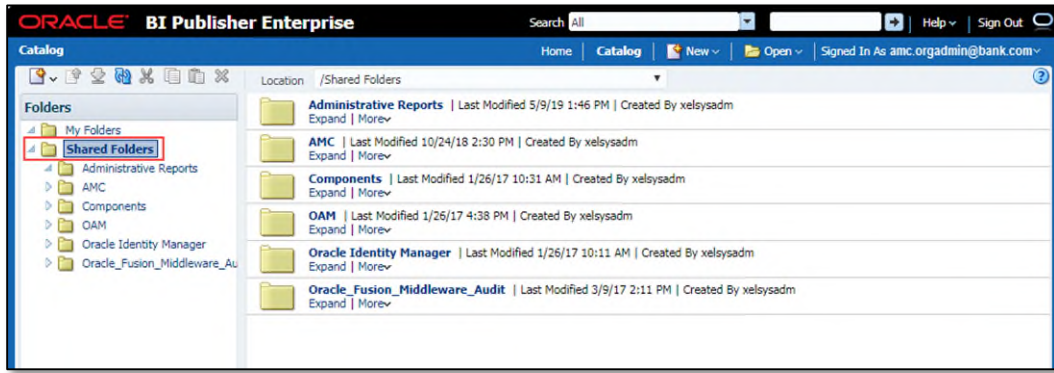 ORACLE BI Publisher Enterprise Search All Help Sign Out
Catalog Home Catalog New Open Signed In As amc.orgadmin@bank.com
Location /Shared Folders
Folders
My Folders
Shared Folders
Administrative Reports
AMC
Components
OAM
Oracle Identity Manager
Oracle_Fusion_Middleware_Au
Administrative Reports | Last Modified 5/9/19 1:46 PM | Created By xelsysadm
Expand | More
AMC | Last Modified 10/24/18 2:30 PM | Created By xelsysadm
Expand | More
Components | Last Modified 1/26/17 10:31 AM | Created By xelsysadm
Expand | More
OAM | Last Modified 1/26/17 4:38 PM | Created By xelsysadm
Expand | More
Oracle Identity Manager | Last Modified 1/26/17 10:11 AM | Created By xelsysadm
Expand | More
Oracle_Fusion_Middleware_Audit | Last Modified 3/9/17 2:11 PM | Created By xelsysadm
Expand | More